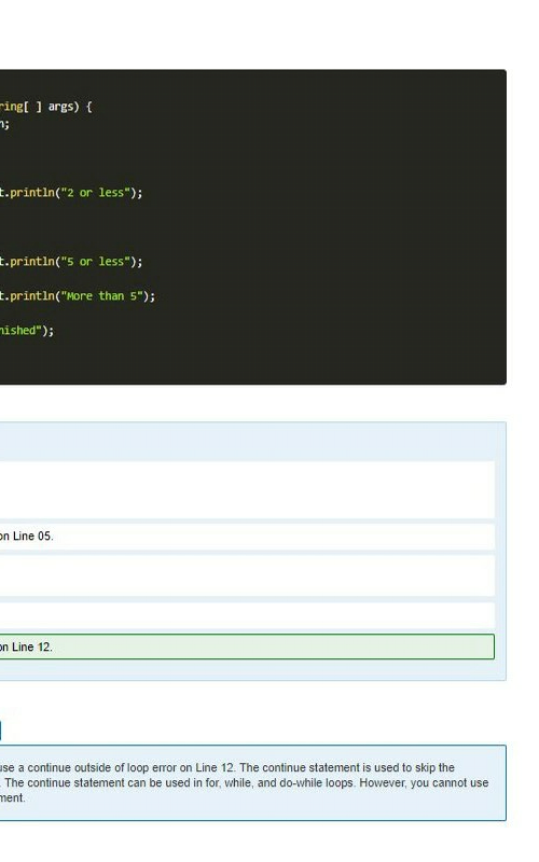 ring[ ] args) {
n;
t.println("2 or less");
t.println("5 or less");
t.println("More than 5");
nished");
on Line 05.
on Line 12.
use a continue outside of loop error on Line 12. The continue statement is used to skip the
. The continue statement can be used in for, while, and do-while loops. However, you cannot use
ment.